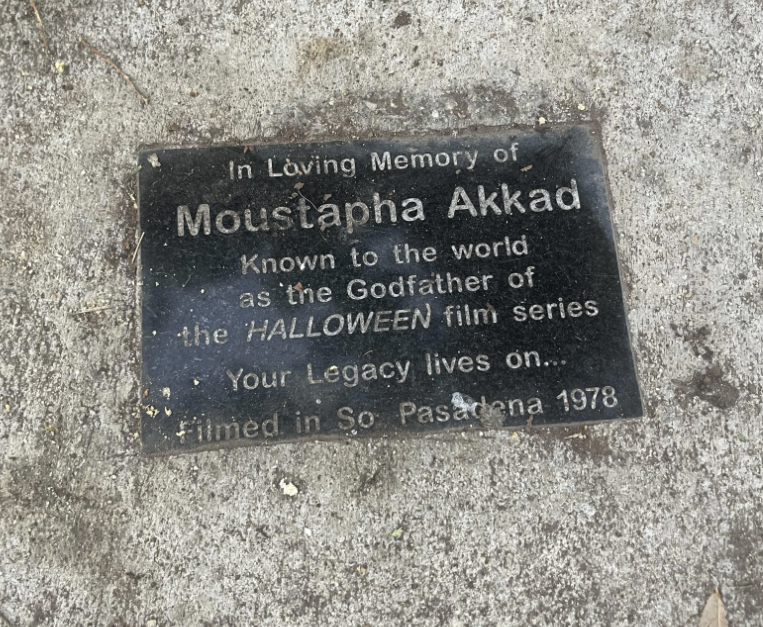 In Loving Memory of
Moustapha Akkad
Known to the world
as the Godfather of
the HALLOWEEN film series
Your Legacy lives on...
Filmed in So. Pasadena 1978